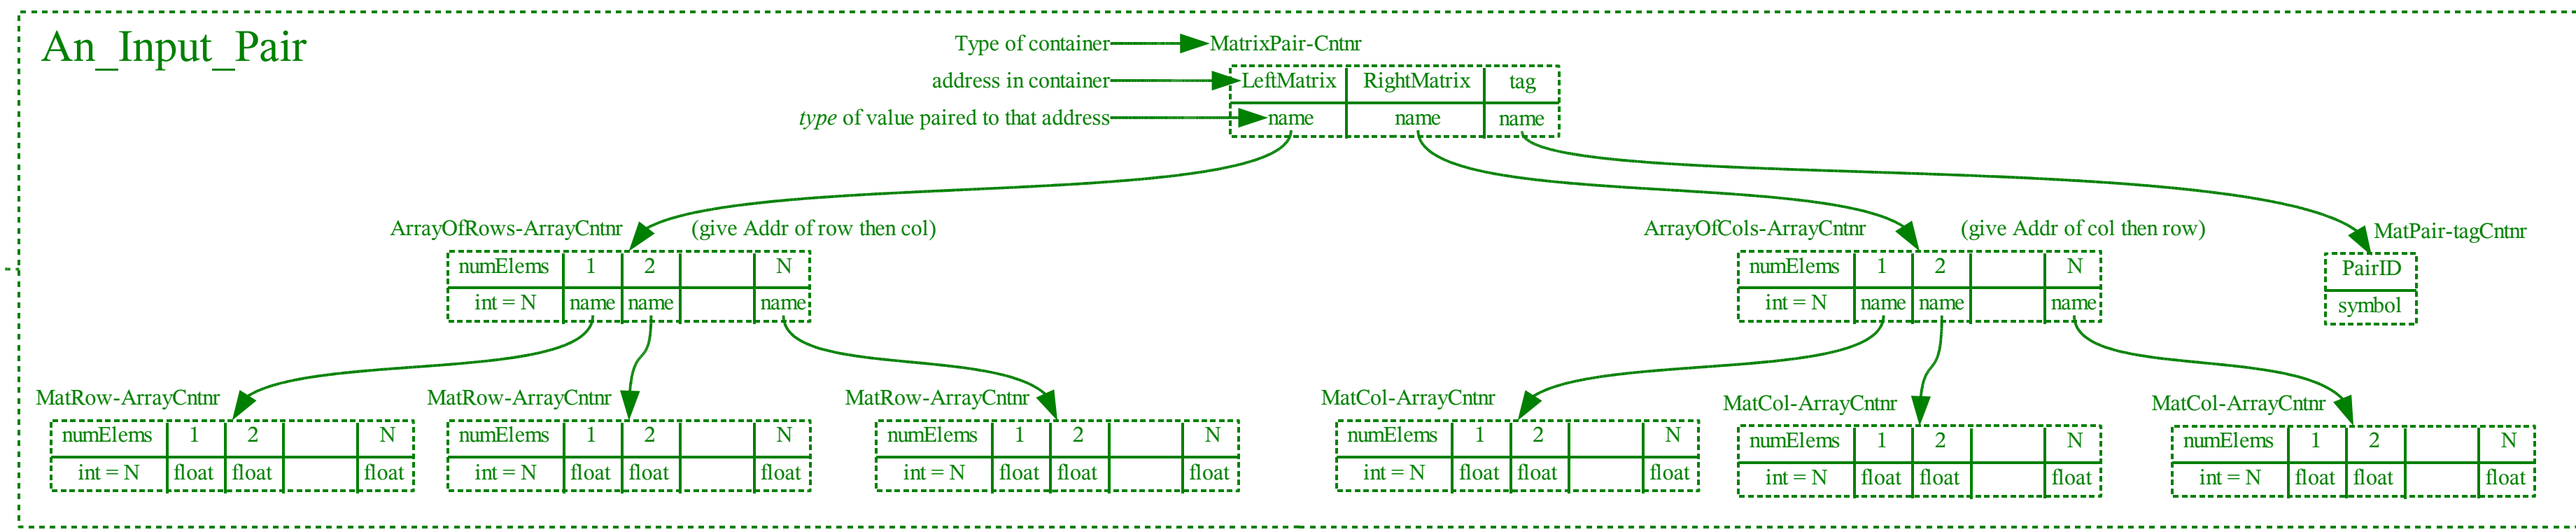 An_Input_Pair
Type of container MatrixPair-Cntnr
address in container LeftMatrix RightMatrix tag
type of value paired to that address name name name
ArrayOfRows-ArrayCntnr (give Addr of row then col)
numElems 1 2 N
int = N name name name
ArrayOfCols-ArrayCntnr (give Addr of col then row)
numElems 1 2 N
int = N name name name
MatPair-tagCntnr
PairID
symbol
MatRow-ArrayCntnr
numElems 1 2 N
int = N float float float
MatRow-ArrayCntnr
numElems 1 2 N
int = N float float float
MatRow-ArrayCntnr
numElems 1 2 N
int = N float float float
MatCol-ArrayCntnr
numElems 1 2 N
int = N float float float
MatCol-ArrayCntnr
numElems 1 2 N
int = N float float float
MatCol-ArrayCntnr
numElems 1 2 N
int = N float float float